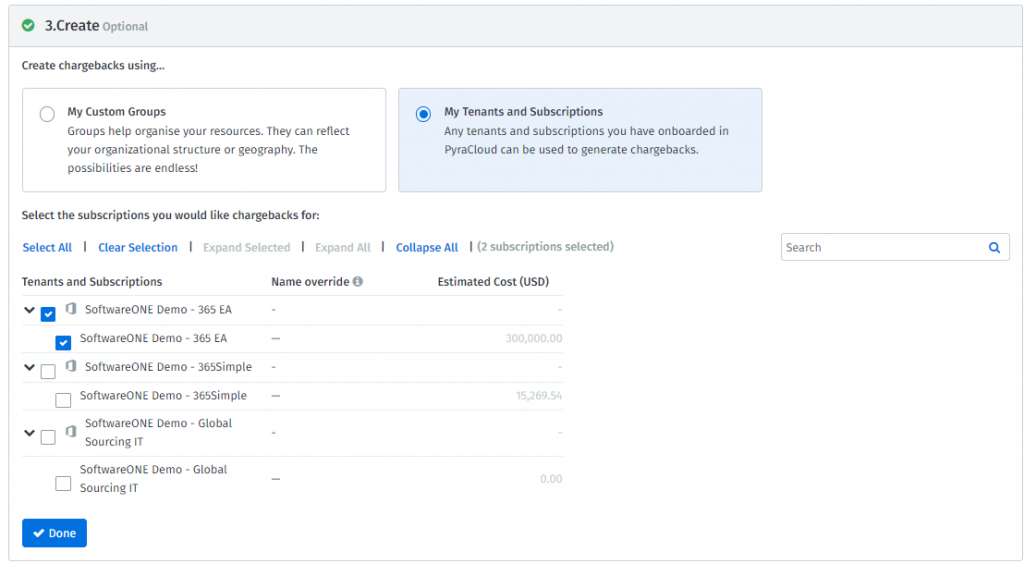 3.Create Optional
Create chargebacks using...
My Custom Groups
Groups help organise your resources. They can reflect
your organizational structure or geography. The
possibilities are endless!
My Tenants and Subscriptions
Any tenants and subscriptions you have onboarded in
PyraCloud can be used to generate chargebacks.
Select the subscriptions you would like chargebacks for:
Select All | Clear Selection | Expand Selected | Expand All | Collapse All | (2 subscriptions selected)
Search
Tenants and Subscriptions Name override Estimated Cost (USD)
SoftwareONE Demo - 365 EA - -
SoftwareONE Demo - 365 EA — 300,000.00
SoftwareONE Demo - 365Simple - -
SoftwareONE Demo - 365Simple — 15,269.54
SoftwareONE Demo - Global
Sourcing IT - -
SoftwareONE Demo - Global
Sourcing IT — 0.00
Done